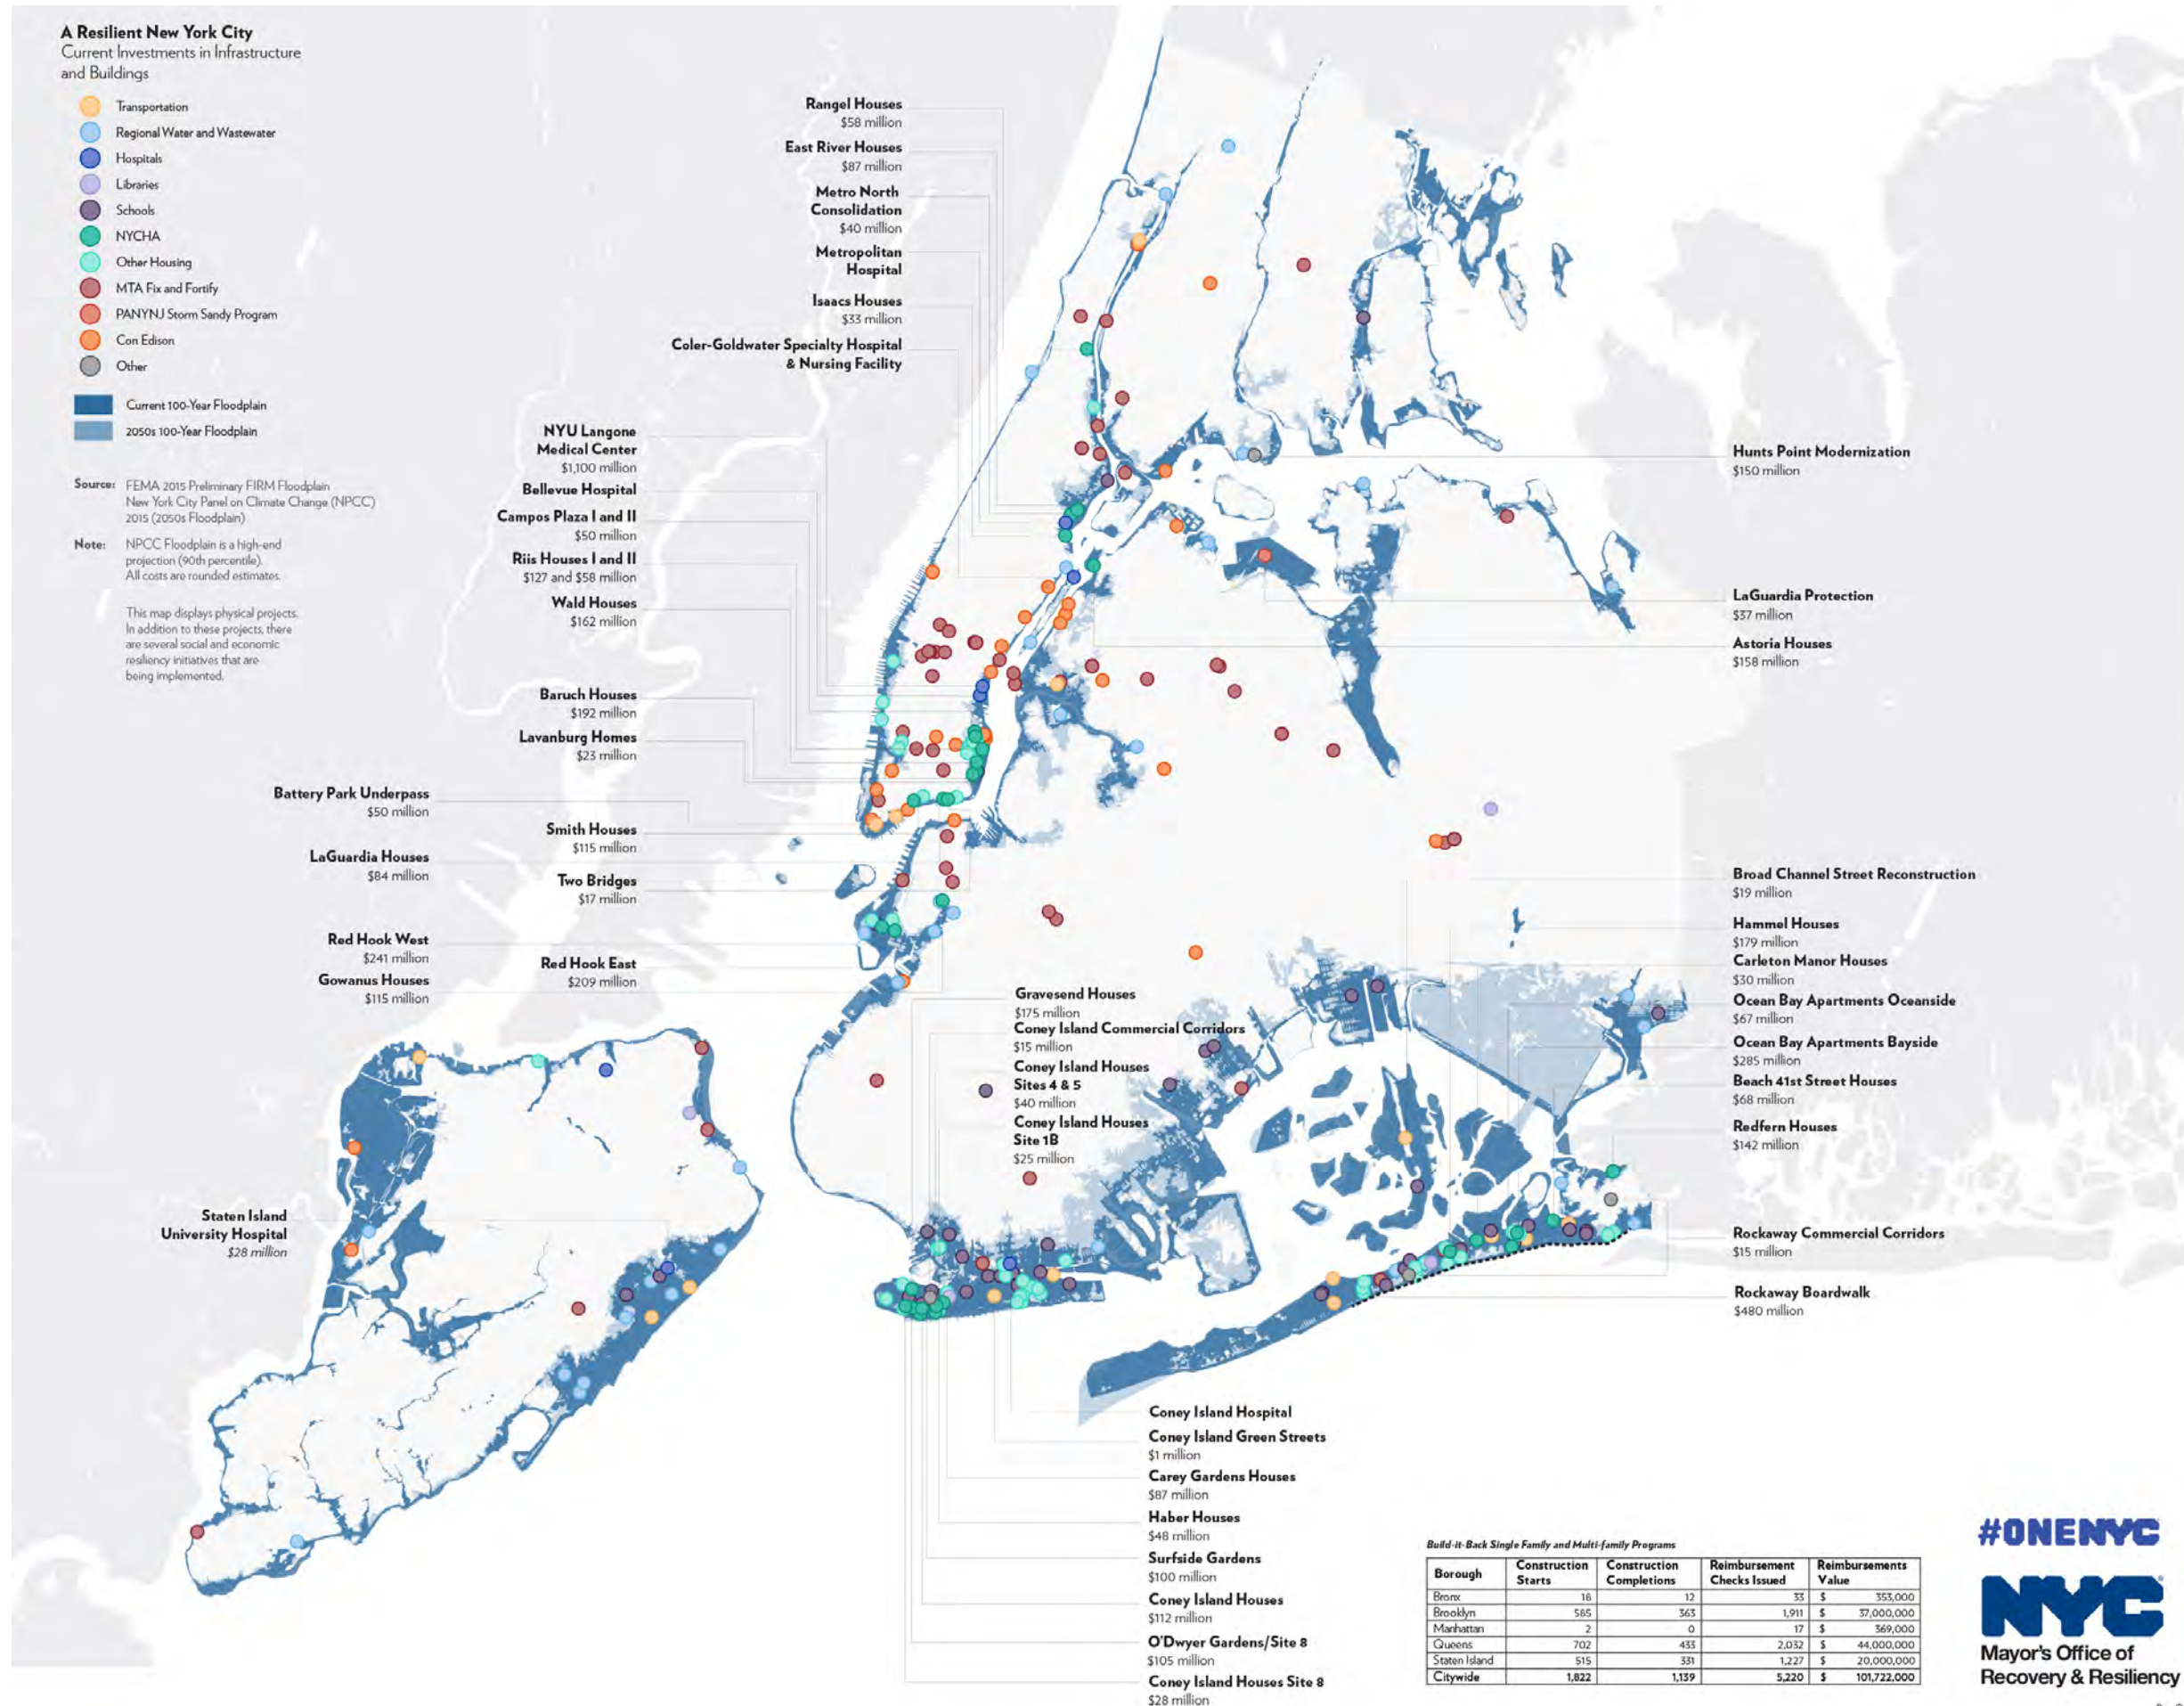 A Resilient New York City
Current Investments in Infrastructure
and Buildings
Transportation
Regional Water and Wastewater
Hospitals
Libraries
Schools
NYCHA
Other Housing
MTA Fix and Fortify
PANYNJ Storm Sandy Program
Con Edison
Other
Current 100-Year Floodplain
2050s 100-Year Floodplain
Source: FEMA 2015 Preliminary FIRM Floodplain
New York City Panel on Climate Change (NPCC)
2015 (2050s Floodplain)
Note: NPCC Floodplain is a high-end
projection (90th percentile).
All costs are rounded estimates.
This map displays physical projects.
In addition to these projects, there
are several social and economic
resiliency initiatives that are
being implemented.
Rangel Houses
$58 million
East River Houses
$87 million
Metro North
Consolidation
$40 million
Metropolitan
Hospital
Isaacs Houses
$33 million
Coler-Goldwater Specialty Hospital
& Nursing Facility
NYU Langone
Medical Center
$1,100 million
Bellevue Hospital
Campos Plaza I and II
$50 million
Riis Houses I and II
$127 and $58 million
Wald Houses
$162 million
Baruch Houses
$192 million
Lavanburg Homes
$23 million
Battery Park Underpass
$50 million
Smith Houses
$115 million
LaGuardia Houses
$84 million
Two Bridges
$17 million
Red Hook West
$241 million
Red Hook East
$209 million
Gowanus Houses
$115 million
Staten Island
University Hospital
$28 million
Hunts Point Modernization
$150 million
LaGuardia Protection
$37 million
Astoria Houses
$158 million
Broad Channel Street Reconstruction
$19 million
Hammel Houses
$179 million
Carleton Manor Houses
$30 million
Ocean Bay Apartments Oceanside
$67 million
Ocean Bay Apartments Bayside
$285 million
Beach 41st Street Houses
$68 million
Redfern Houses
$142 million
Rockaway Commercial Corridors
$15 million
Rockaway Boardwalk
$480 million
Gravesend Houses
$175 million
Coney Island Commercial Corridors
$15 million
Coney Island Houses
Sites 4 & 5
$40 million
Coney Island Houses
Site 1B
$25 million
Coney Island Hospital
Coney Island Green Streets
$1 million
Carey Gardens Houses
$87 million
Haber Houses
$48 million
Surfside Gardens
$100 million
Coney Island Houses
$112 million
O'Dwyer Gardens/Site 8
$105 million
Coney Island Houses Site 8
$28 million
Build-it-Back Single Family and Multi-family Programs
Borough Construction Starts Construction Completions Reimbursement Checks Issued Reimbursements Value
Bronx 18 12 33 $ 353,000
Brooklyn 585 363 1,911 $ 37,000,000
Manhattan 2 0 17 $ 369,000
Queens 702 433 2,032 $ 44,000,000
Staten Island 515 331 1,227 $ 20,000,000
Citywide 1,822 1,139 5,220 $ 101,722,000
#ONENYC
NYC
Mayor's Office of
Recovery & Resiliency